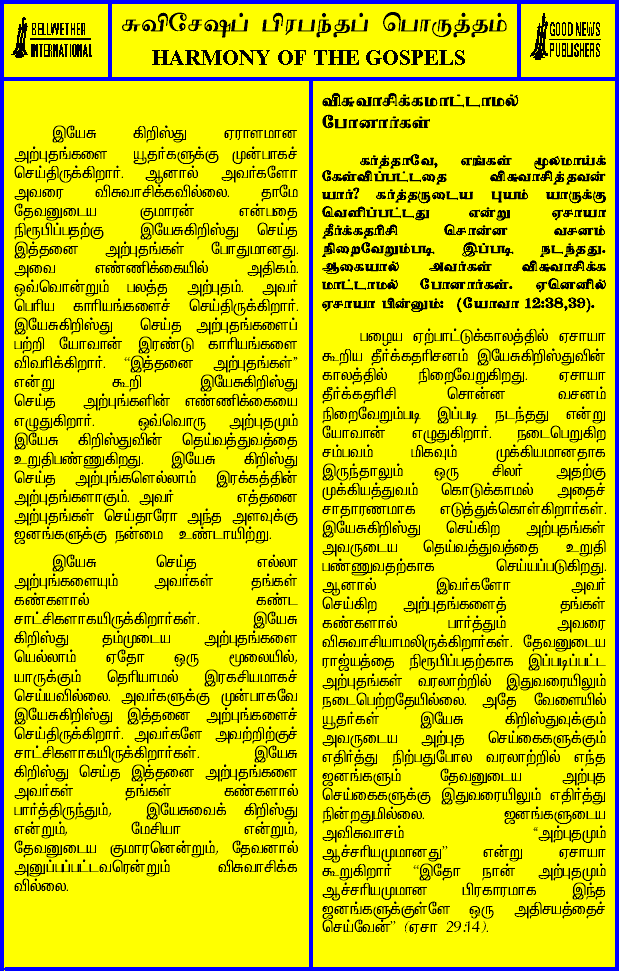 BELLWETHER
INTERNATIONAL
சுவிசேஷப் பிரபந்தப் பொருத்தம்
HARMONY OF THE GOSPELS
GOOD NEWS
PUBLISHERS
இயேசு கிறிஸ்து ஏராளமான
அற்புதங்களை யூதர்களுக்கு முன்பாகச்
செய்திருக்கிறார். ஆனால் அவர்களோ
அவரை விசுவாசிக்கவில்லை. தாமே
தேவனுடைய குமாரன் என்பதை
நிரூபிப்பதற்கு இயேசுகிறிஸ்து செய்த
இத்தனை அற்புதங்கள் போதுமானது.
அவை எண்ணிக்கையில் அதிகம்.
ஒவ்வொன்றும் பலத்த அற்புதம். அவர்
பெரிய காரியங்களைச் செய்திருக்கிறார்.
இயேசுகிறிஸ்து செய்த அற்புதங்களைப்
பற்றி யோவான் இரண்டு காரியங்களை
விவரிக்கிறார். “இத்தனை அற்புதங்கள்”
என்று கூறி இயேசுகிறிஸ்து
செய்த அற்புங்களின் எண்ணிக்கையை
எழுதுகிறார். ஒவ்வொரு அற்புதமும்
இயேசு கிறிஸ்துவின் தெய்வத்துவத்தை
உறுதிபண்ணுகிறது. இயேசு கிறிஸ்து
செய்த அற்புங்களெல்லாம் இரக்கத்தின்
அற்புதங்களாகும். அவர் எத்தனை
அற்புதங்கள் செய்தாரோ அந்த அளவுக்கு
ஜனங்களுக்கு நன்மை உண்டாயிற்று.
இயேசு செய்த எல்லா
அற்புங்களையும் அவர்கள் தங்கள்
கண்களால் கண்ட
சாட்சிகளாகயிருக்கிறார்கள். இயேசு
கிறிஸ்து தம்முடைய அற்புதங்களை
யெல்லாம் ஏதோ ஒரு மூலையில்,
யாருக்கும் தெரியாமல் இரகசியமாகச்
செய்யவில்லை. அவர்களுக்கு முன்பாகவே
இயேசுகிறிஸ்து இத்தனை அற்புங்களைச்
செய்திருக்கிறார். அவர்களே அவற்றிற்குச்
சாட்சிகளாகயிருக்கிறார்கள். இயேசு
கிறிஸ்து செய்த இத்தனை அற்புதங்களை
அவர்கள் தங்கள் கண்களால்
பார்த்திருந்தும், இயேசுவைக் கிறிஸ்து
என்றும், மேசியா என்றும்,
தேவனுடைய குமாரனென்றும், தேவனால்
அனுப்பப்பட்டவரென்றும் விசுவாசிக்க
வில்லை.
விசுவாசிக்கமாட்டாமல்
போனார்கள்
கர்த்தாவே, எங்கள் மூலமாய்க்
கேள்விப்பட்டதை விசுவாசித்தவன்
யார்? கர்த்தருடைய புயம் யாருக்கு
வெளிப்பட்டது என்று ஏசாயா
தீர்க்கதரிசி சொன்ன வசனம்
நிறைவேறும்படி இப்படி நடந்தது.
ஆகையால் அவர்கள் விசுவாசிக்க
மாட்டாமல் போனார்கள். ஏனெனில்
ஏசாயா பின்னும்: (யோவா 12:38,39).
பழைய ஏற்பாட்டுக்காலத்தில் ஏசாயா
கூறிய தீர்க்கதரிசனம் இயேசுகிறிஸ்துவின்
காலத்தில் நிறைவேறுகிறது. ஏசாயா
தீர்க்கதரிசி சொன்ன வசனம்
நிறைவேறும்படி இப்படி நடந்தது என்று
யோவான் எழுதுகிறார். நடைபெறுகிற
சம்பவம் மிகவும் முக்கியமானதாக
இருந்தாலும் ஒரு சிலர் அதற்கு
முக்கியத்துவம் கொடுக்காமல் அதைச்
சாதாரணமாக எடுத்துக்கொள்கிறார்கள்.
இயேசுகிறிஸ்து செய்கிற அற்புதங்கள்
அவருடைய தெய்வத்துவத்தை உறுதி
பண்ணுவதற்காக செய்யப்படுகிறது.
ஆனால் இவர்களோ அவர்
செய்கிற அற்புதங்களைத் தங்கள்
கண்களால் பார்த்தும் அவரை
விசுவாசியாமலிருக்கிறார்கள். தேவனுடைய
ராஜ்யத்தை நிரூபிப்பதற்காக இப்படிப்பட்ட
அற்புதங்கள் வரலாற்றில் இதுவரையிலும்
நடைபெற்றதேயில்லை. அதே வேளையில்
யூதர்கள் இயேசு கிறிஸ்துவுக்கும்
அவருடைய அற்புத செய்கைகளுக்கும்
எதிர்த்து நிற்பதுபோல வரலாற்றில் எந்த
ஜனங்களும் தேவனுடைய அற்புத
செய்கைகளுக்கு இதுவரையிலும் எதிர்த்து
நின்றதுமில்லை. ஜனங்களுடைய
அவிசுவாசம் “அற்புதமும்
ஆச்சரியமுமானது” என்று ஏசாயா
கூறுகிறார் “இதோ நான் அற்புதமும்
ஆச்சரியமுமான பிரகாரமாக இந்த
ஜனங்களுக்குள்ளே ஒரு அதிசயத்தைச்
செய்வேன்” (ஏசா 29:14).